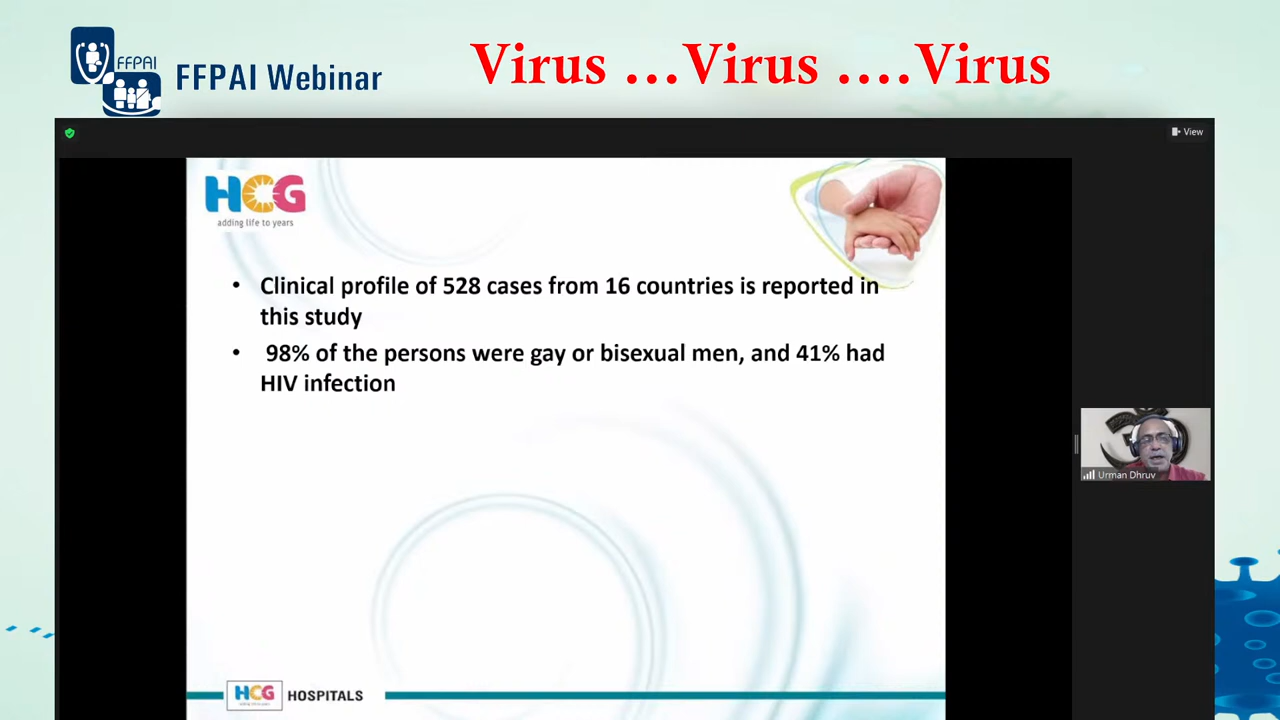 FFPAI
FFPAI Webinar
Virus ...Virus ....Virus
View
HCG
adding life to years
• Clinical profile of 528 cases from 16 countries is reported in
this study
• 98% of the persons were gay or bisexual men, and 41% had
HIV infection
Urman Dhruv
HCG
HOSPITALS